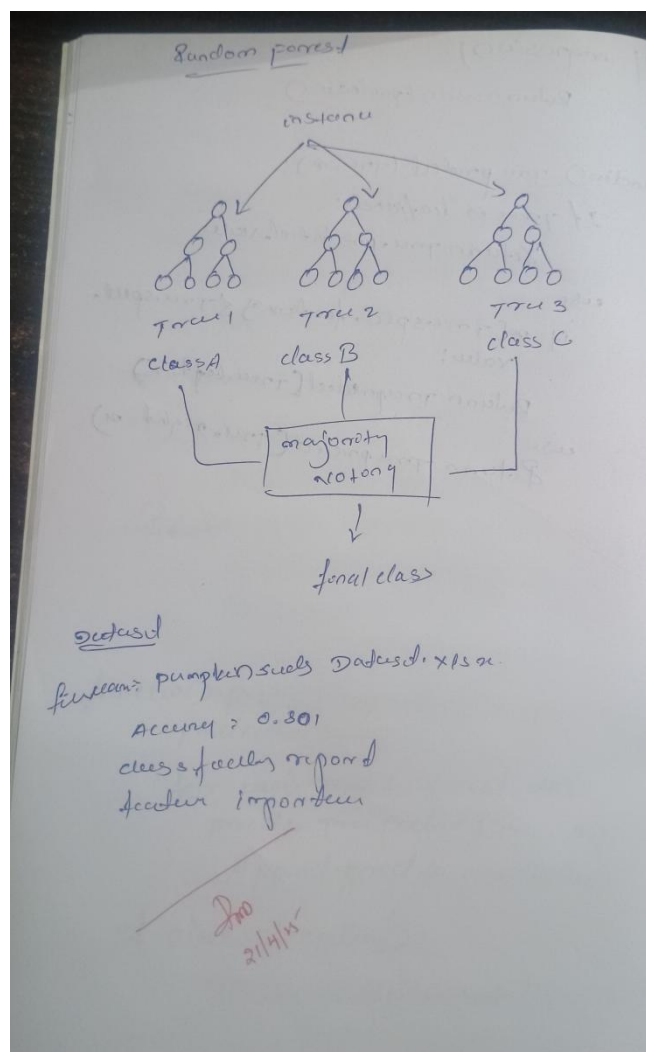 Random Forest
instance
Tree 1 Tree 2 Tree 3
class A class B class C
majority
voting
final class
Dataset
filename = pumpkin seeds Dataset.xlsx
Accuracy : 0.801
classification report
feature importance
21/4/25